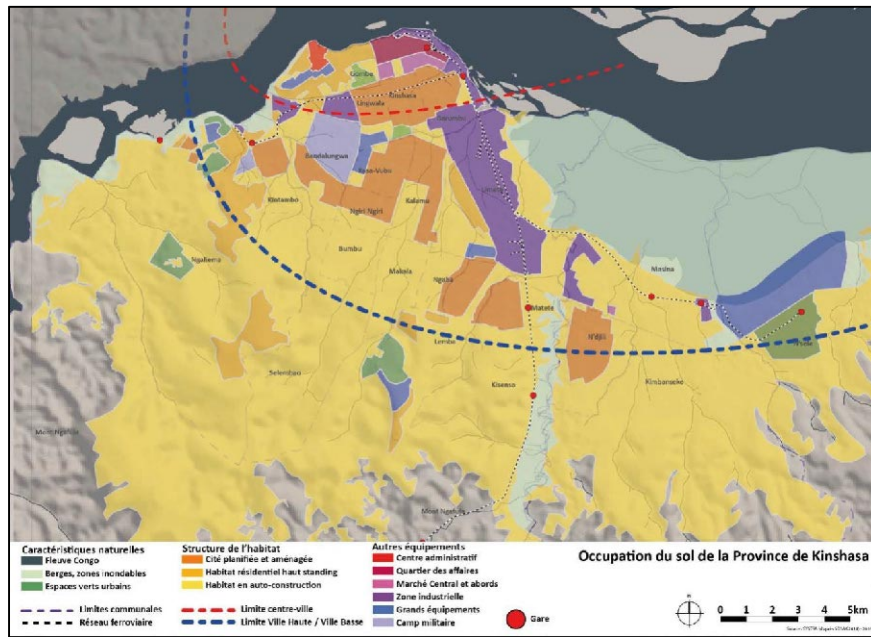 Gombe
Kinshasa
Lingwala
Barumbu
Bandalungwa
Kasa-Vubu
Limete
Kintambo
Ngiri Ngiri
Kalamu
Bumbu
Ngaliema
Makala
Masina
Ngaba
Matete
N'djili
Lemba
Selembao
Kisenso
Kimbanseke
Mont Ngafula
Mont Ngafula
Caractéristiques naturelles
Fleuve Congo
Berges, zones inondables
Espaces verts urbains
Limites communales
Réseau ferroviaire
Structure de l'habitat
Cité planifiée et aménagée
Habitat résidentiel haut standing
Habitat en auto-construction
Limite centre-ville
Limite Ville Haute / Ville Basse
Autres équipements
Centre administratif
Quartier des affaires
Marché Central et abords
Zone industrielle
Grands équipements
Camp militaire
Gare
Occupation du sol de la Province de Kinshasa
0 1 2 3 4 5km